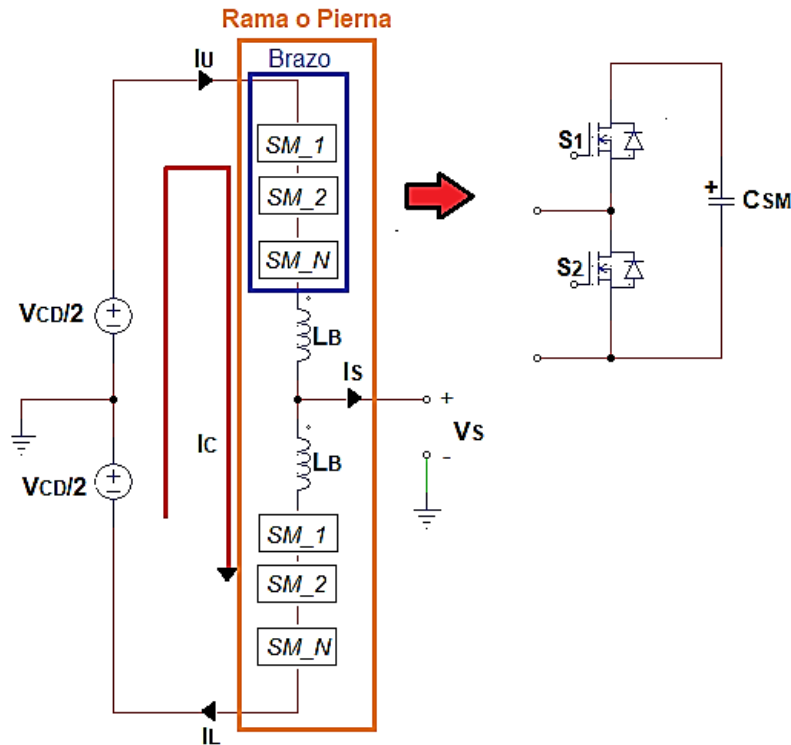 Rama o Pierna
IU
Brazo
SM_1
SM_2
SM_N
S1
S2
+
CSM
VCD/2
+
-
LB
IS
+
VS
-
IC
LB
VCD/2
+
-
SM_1
SM_2
SM_N
IL